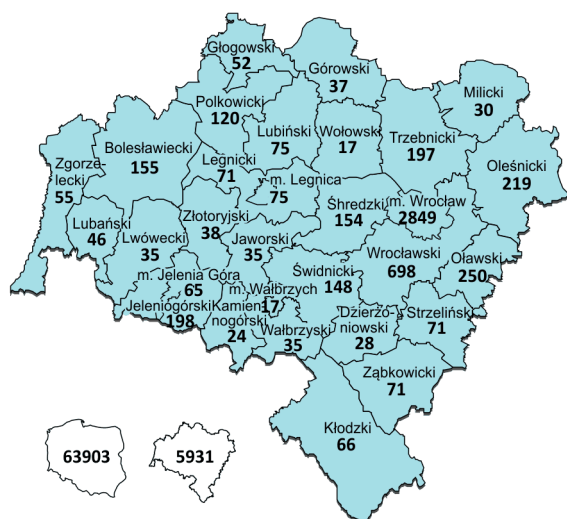 Głogowski
52
Górowski
37
Milicki
30
Polkowicki
120
Lubiński
75
Wołowski
17
Trzebnicki
197
Bolesławiecki
155
Legnicki
71
m. Legnica
75
Oleśnicki
219
Zgorze-
lecki
55
Średzki
154
m. Wrocław
2849
Lubański
46
Lwówecki
35
Złotoryjski
38
Jaworski
35
Wrocławski
698
Oławski
250
m. Jelenia Góra
65
m. Wałbrzych
17
Świdnicki
148
Jeleniogórski
198
Kamien-
nogórski
24
Wałbrzyski
35
Dzierżo-
niowski
28
Strzeliński
71
Ząbkowicki
71
Kłodzki
66
63903
5931